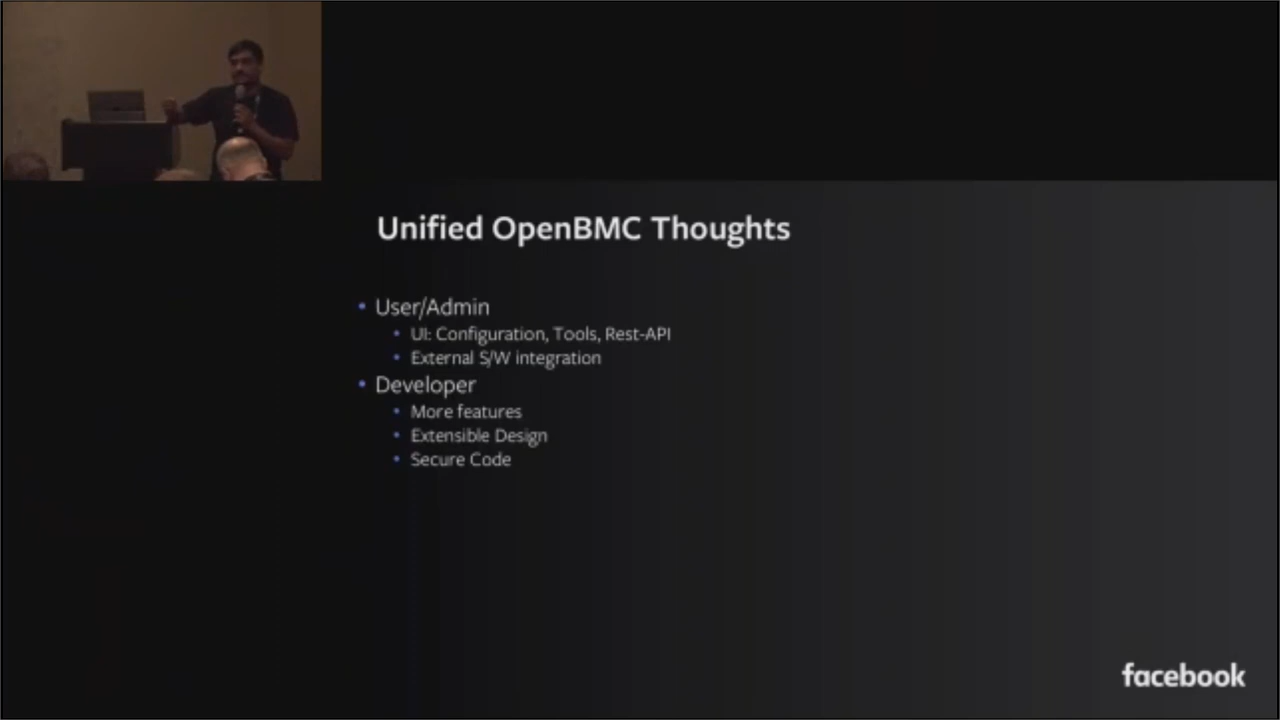 Unified OpenBMC Thoughts
• User/Admin
• UI: Configuration, Tools, Rest-API
• External S/W integration
• Developer
• More features
• Extensible Design
• Secure Code
facebook